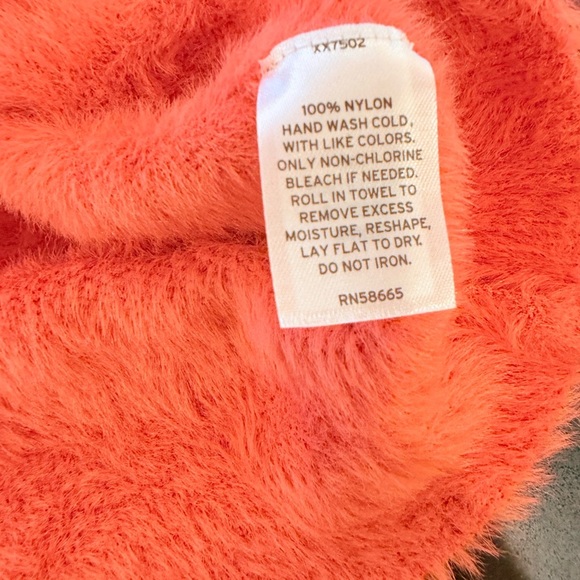 XX7502
100% NYLON
HAND WASH COLD,
WITH LIKE COLORS.
ONLY NON-CHLORINE
BLEACH IF NEEDED.
ROLL IN TOWEL TO
REMOVE EXCESS
MOISTURE, RESHAPE,
LAY FLAT TO DRY.
DO NOT IRON.
RN58665